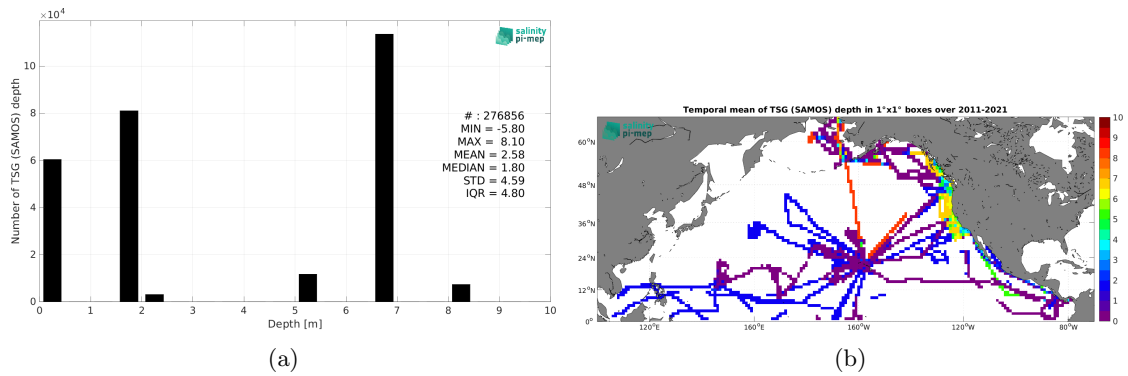 ×10⁴
10
8
6
4
2
0
Number of TSG (SAMOS) depth
salinity
pi-mep
# : 276856
MIN = -5.80
MAX = 8.10
MEAN = 2.58
MEDIAN = 1.80
STD = 4.59
IQR = 4.80
0 1 2 3 4 5 6 7 8 9 10
Depth [m]
(a)
Temporal mean of TSG (SAMOS) depth in 1°x1° boxes over 2011-2021
salinity
pi-mep
60°N
48°N
36°N
24°N
12°N
0°
120°E 160°E 160°W 120°W 80°W
10
9
8
7
6
5
4
3
2
1
0
(b)